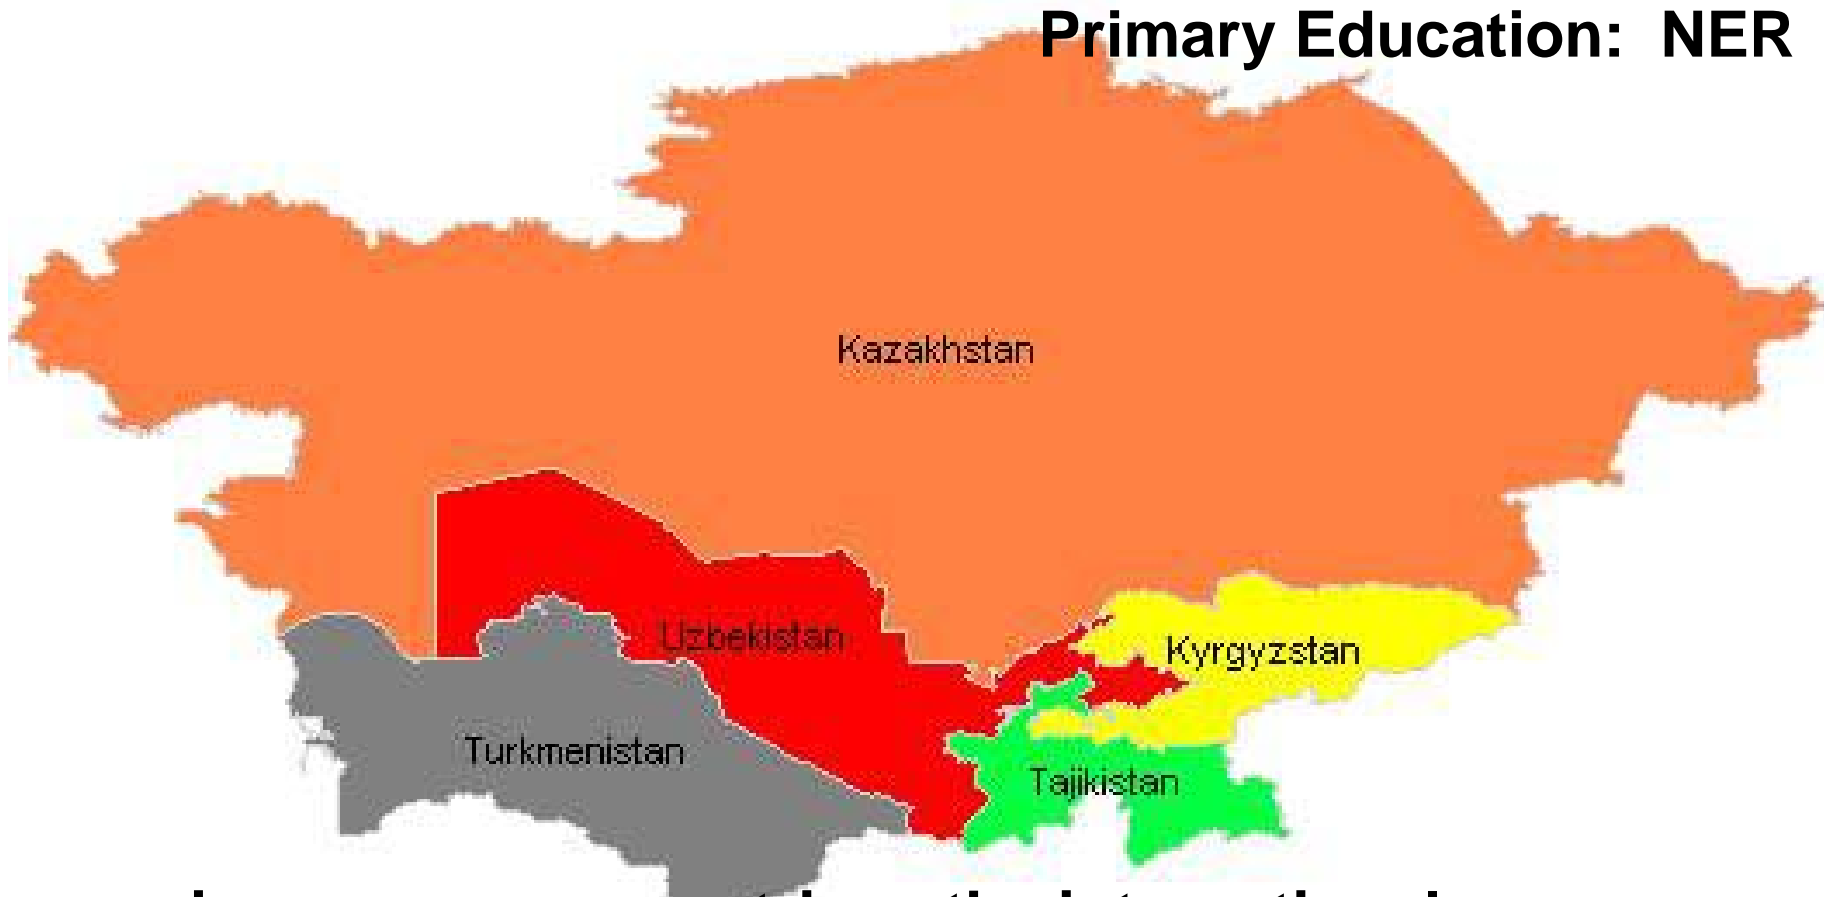 Primary Education: NER
Kazakhstan
Uzbekistan
Kyrgyzstan
Turkmenistan
Tajikistan